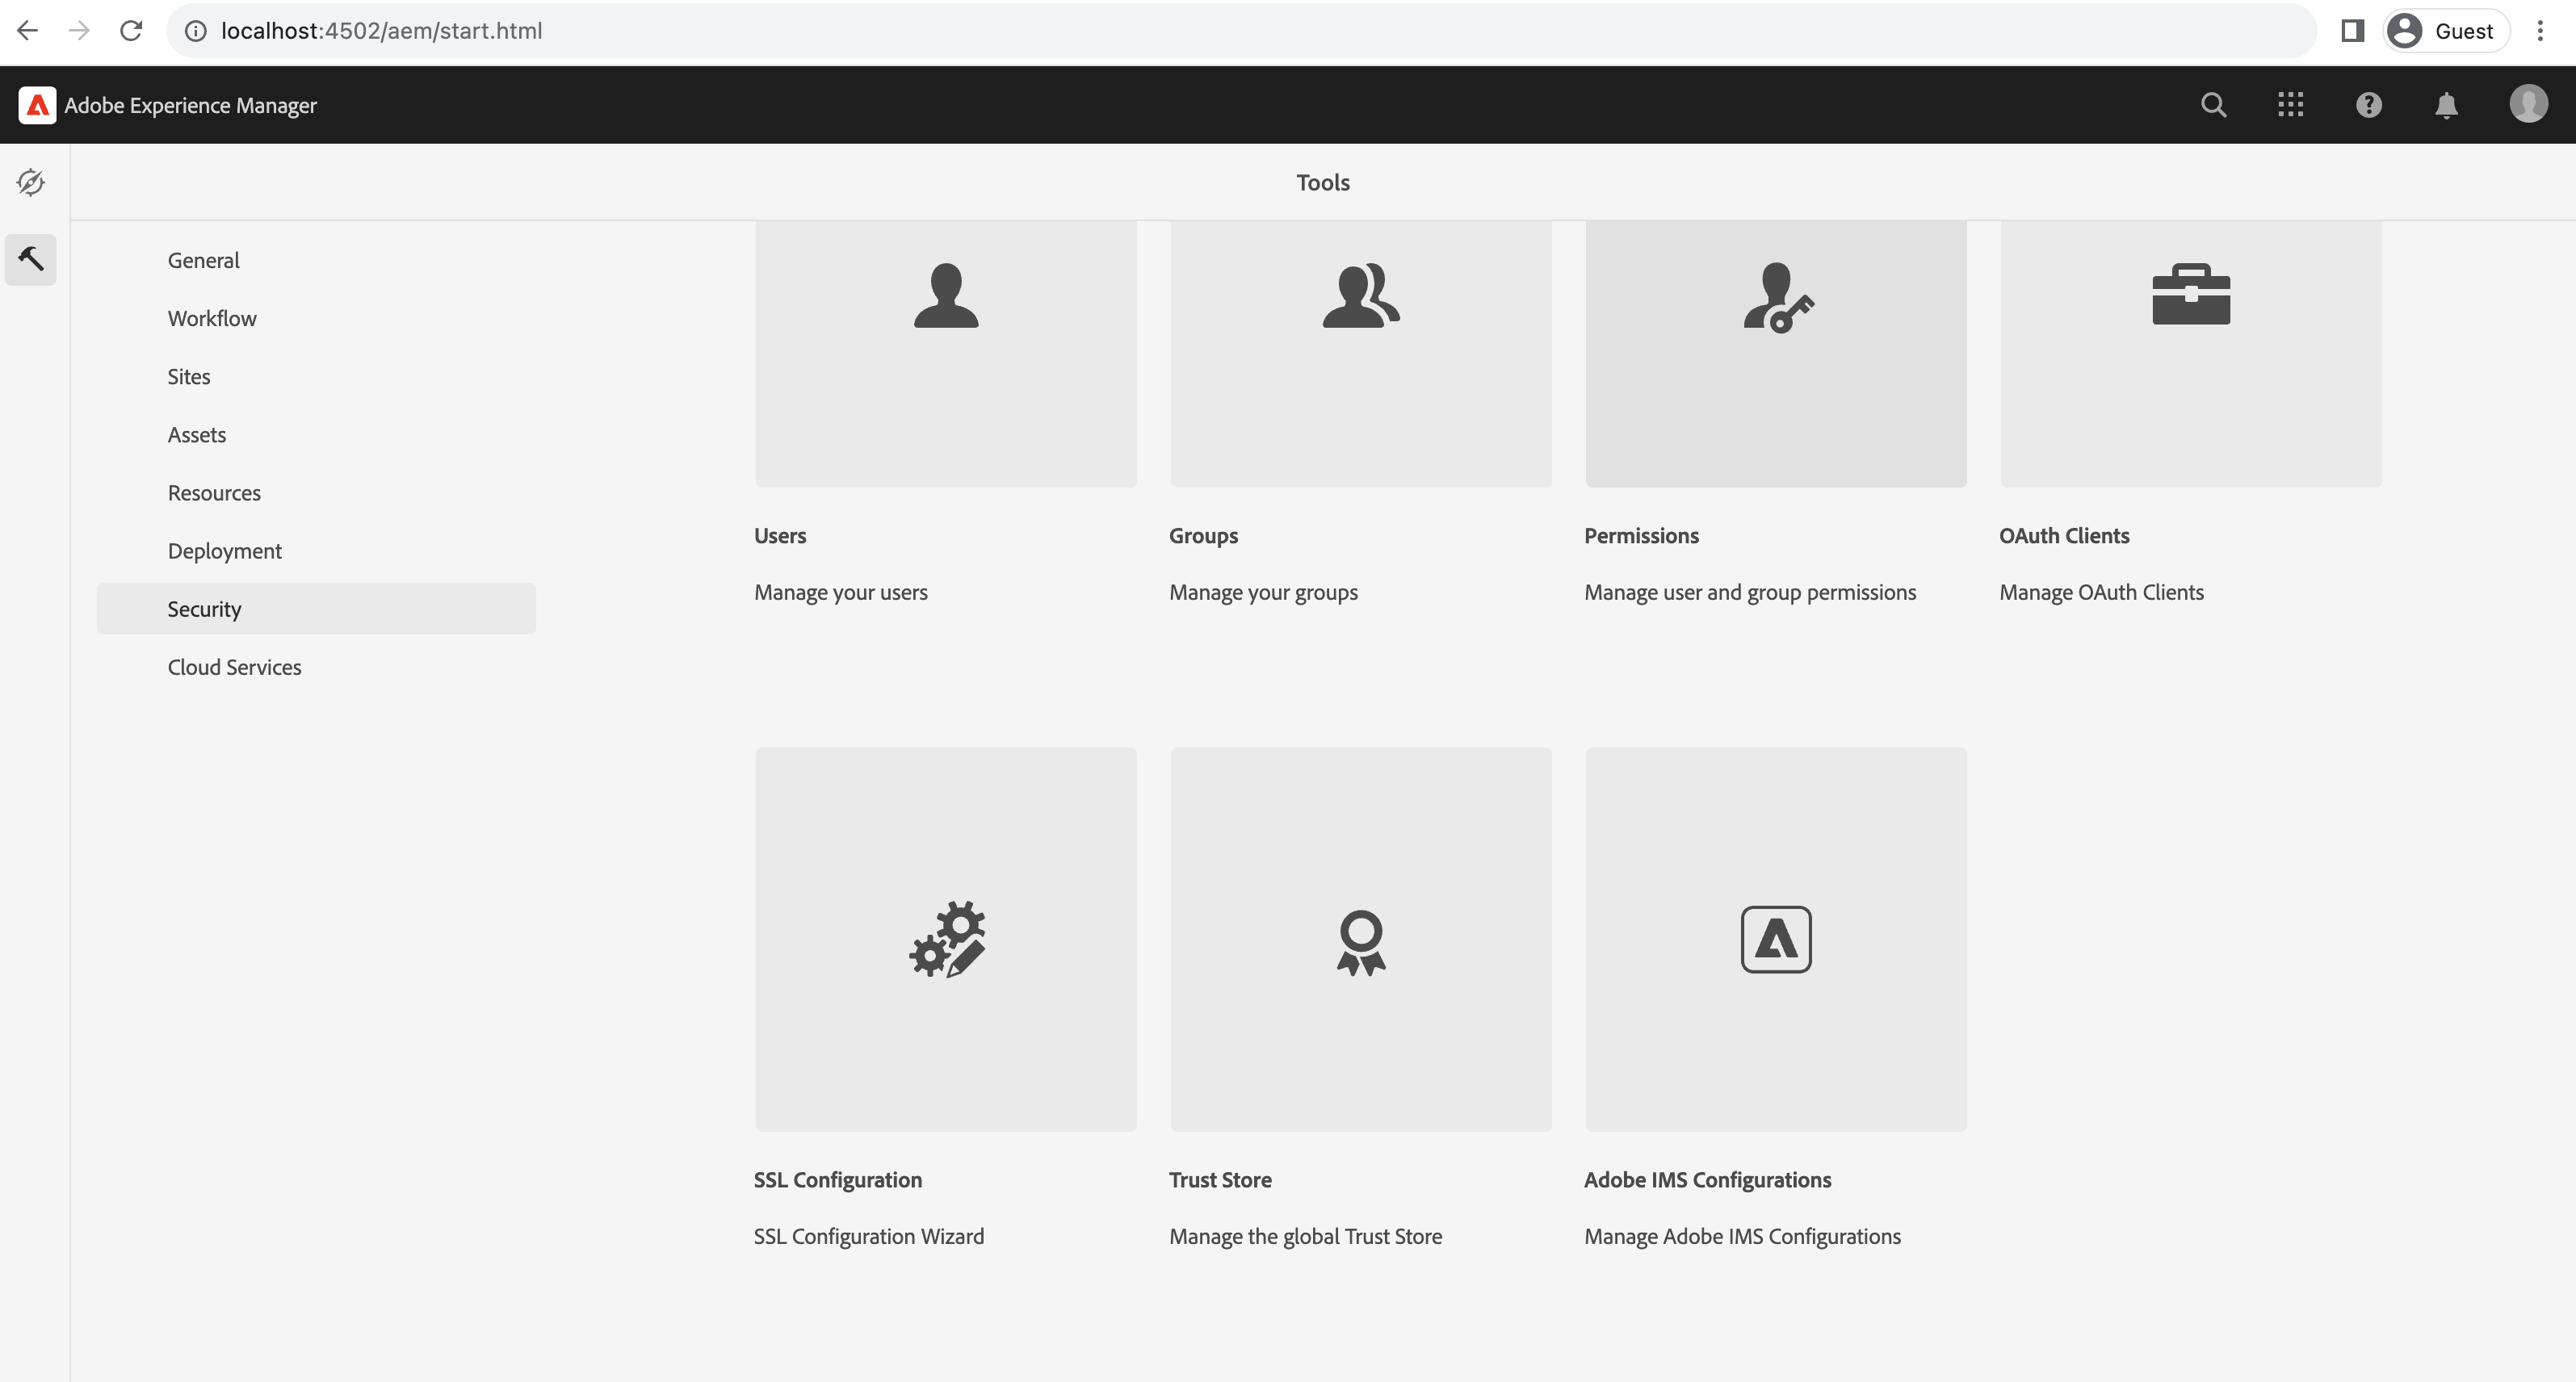 localhost:4502/aem/start.html
Guest
Adobe Experience Manager
Tools
General
Workflow
Sites
Assets
Resources
Deployment
Security
Cloud Services
Users
Groups
Permissions
OAuth Clients
Manage your users
Manage your groups
Manage user and group permissions
Manage OAuth Clients
SSL Configuration
Trust Store
Adobe IMS Configurations
SSL Configuration Wizard
Manage the global Trust Store
Manage Adobe IMS Configurations